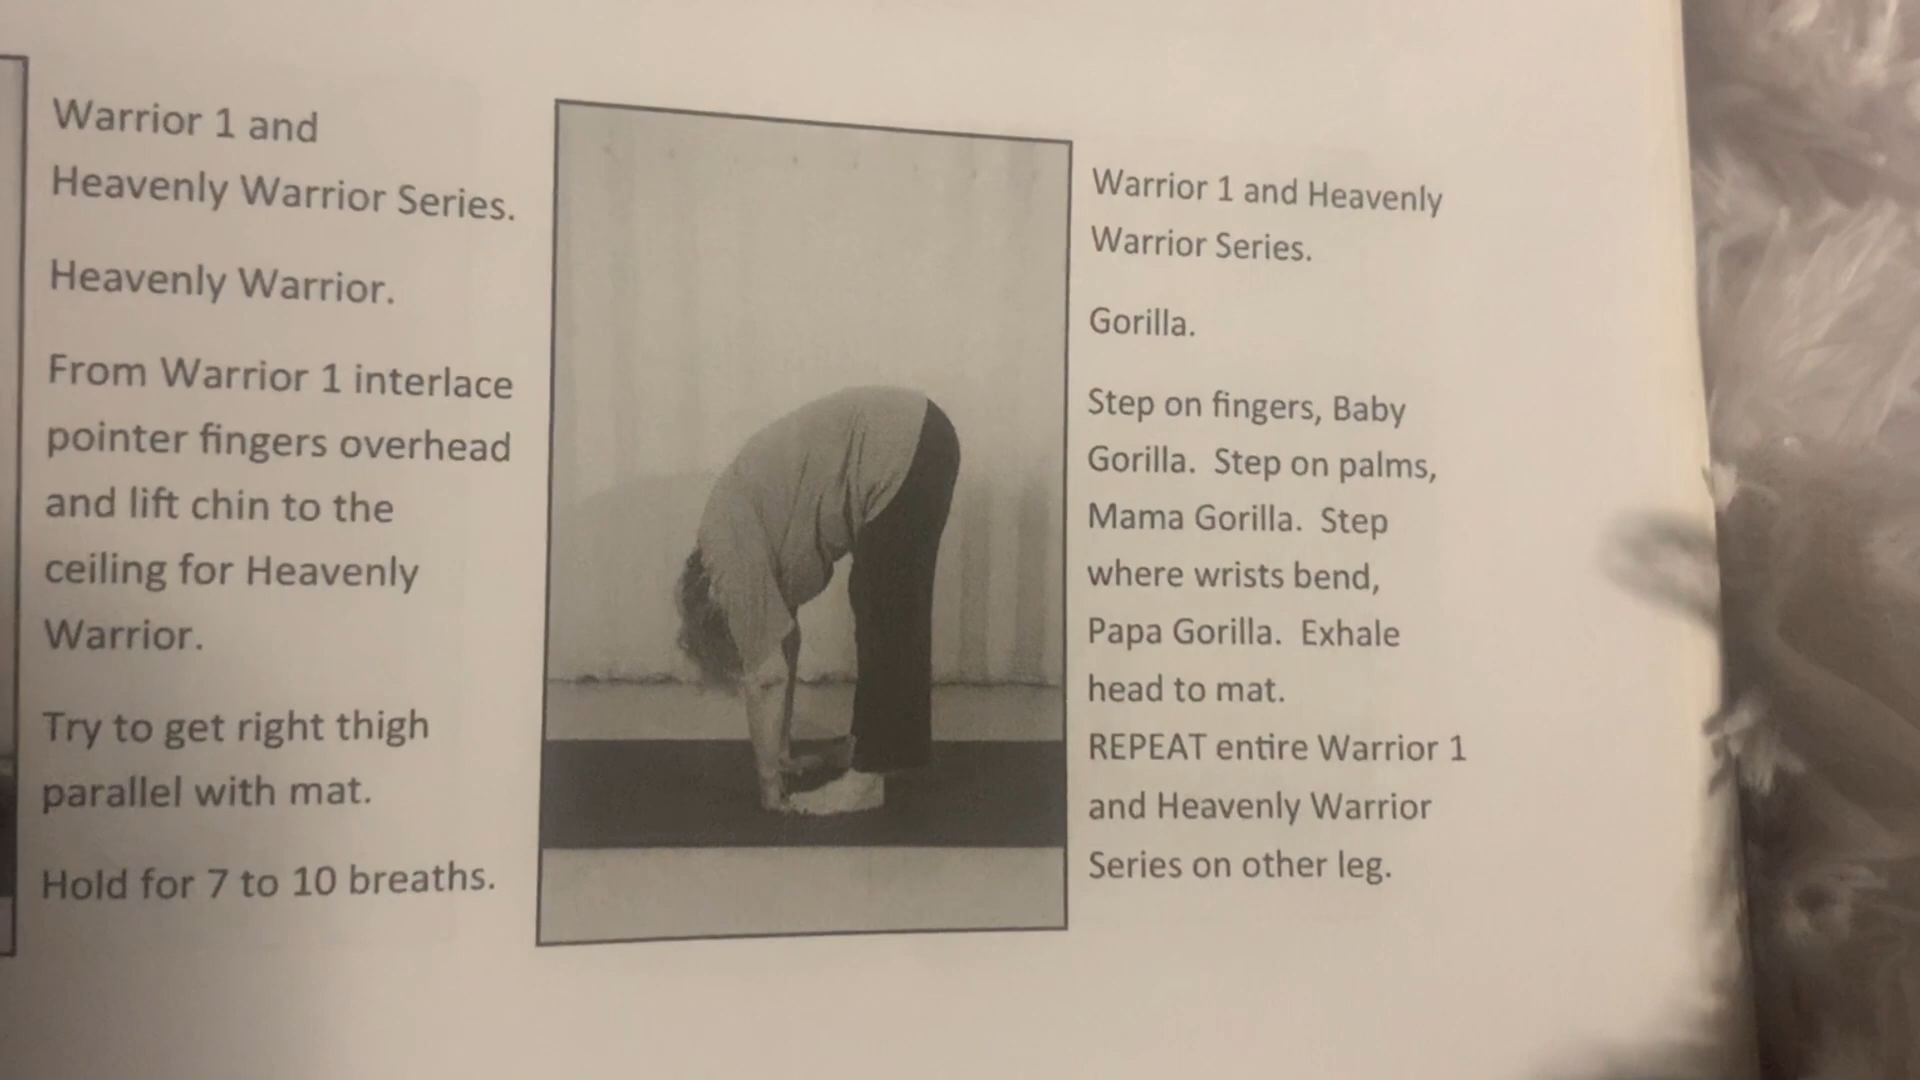 Warrior 1 and
Heavenly Warrior Series.
Heavenly Warrior.
From Warrior 1 interlace
pointer fingers overhead
and lift chin to the
ceiling for Heavenly
Warrior.
Try to get right thigh
parallel with mat.
Hold for 7 to 10 breaths.
Warrior 1 and Heavenly
Warrior Series.
Gorilla.
Step on fingers, Baby
Gorilla.  Step on palms,
Mama Gorilla.  Step
where wrists bend,
Papa Gorilla.  Exhale
head to mat.
REPEAT entire Warrior 1
and Heavenly Warrior
Series on other leg.